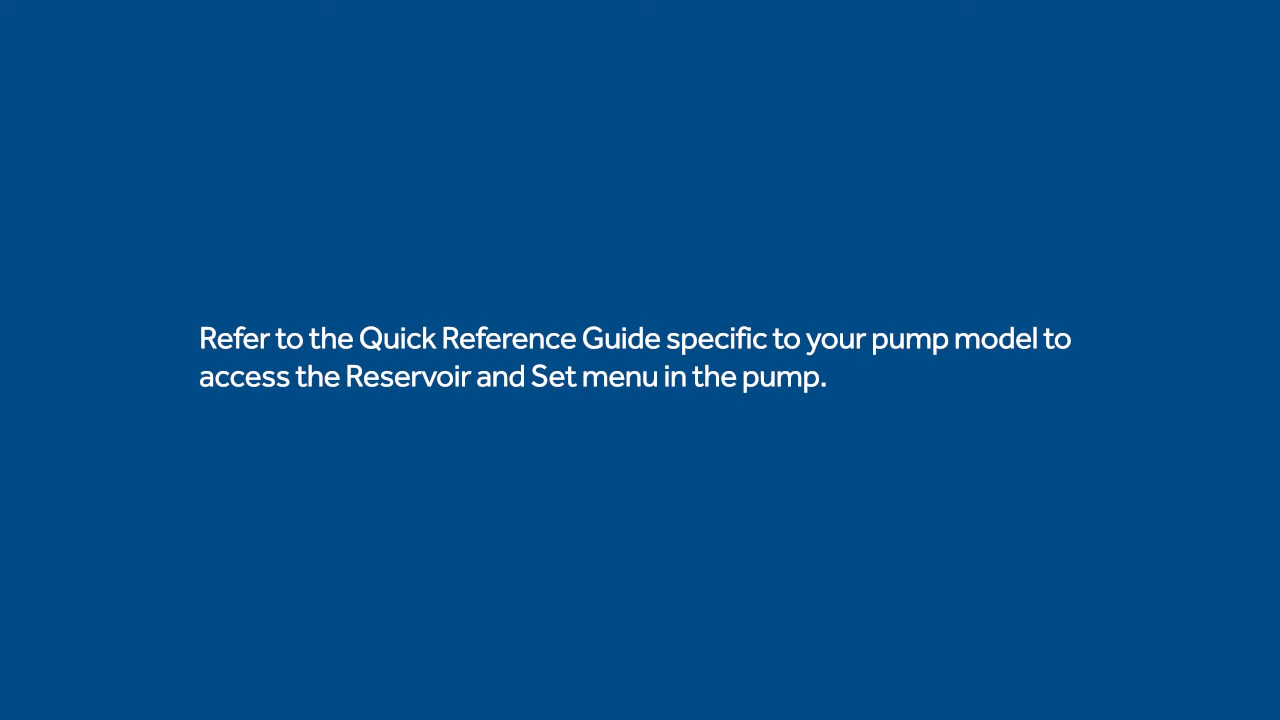 Refer to the Quick Reference Guide specific to your pump model to
access the Reservoir and Set menu in the pump.